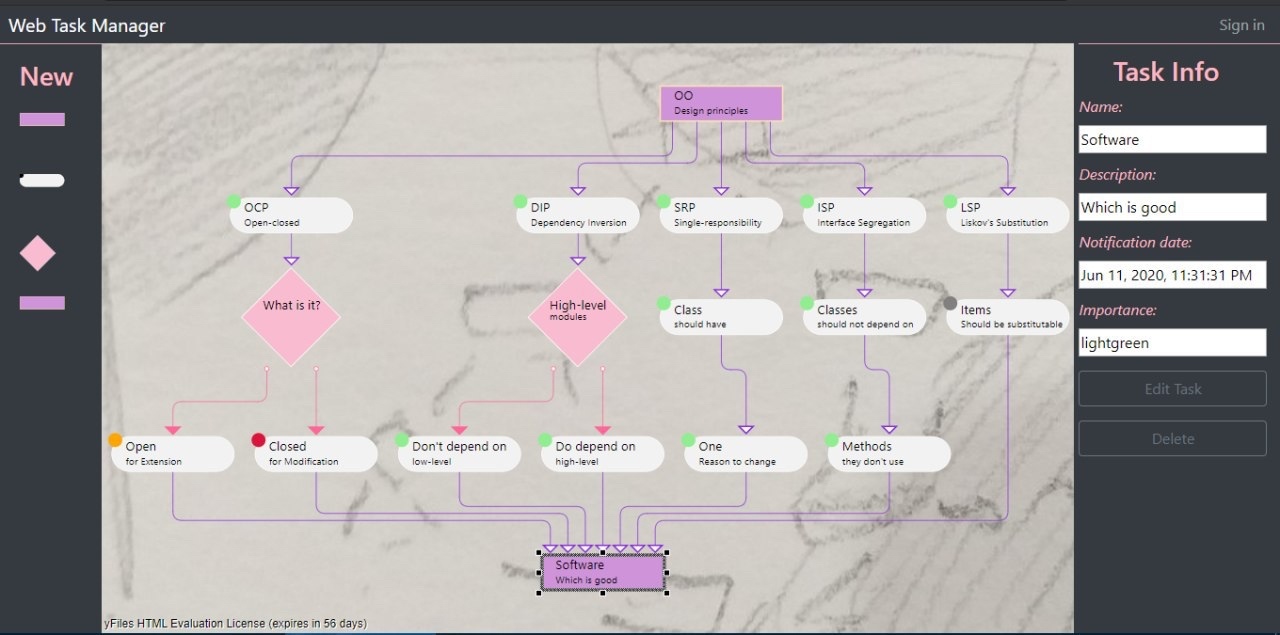 Web Task Manager
Sign in
New
OO
Design principles
OCP
Open-closed
DIP
Dependency Inversion
SRP
Single-responsibility
ISP
Interface Segregation
LSP
Liskov's Substitution
What is it?
High-level
modules
Class
should have
Classes
should not depend on
Items
Should be substitutable
Open
for Extension
Closed
for Modification
Don't depend on
low-level
Do depend on
high-level
One
Reason to change
Methods
they don't use
Software
Which is good
yFiles HTML Evaluation License (expires in 56 days)
Task Info
Name:
Software
Description:
Which is good
Notification date:
Jun 11, 2020, 11:31:31 PM
Importance:
lightgreen
Edit Task
Delete